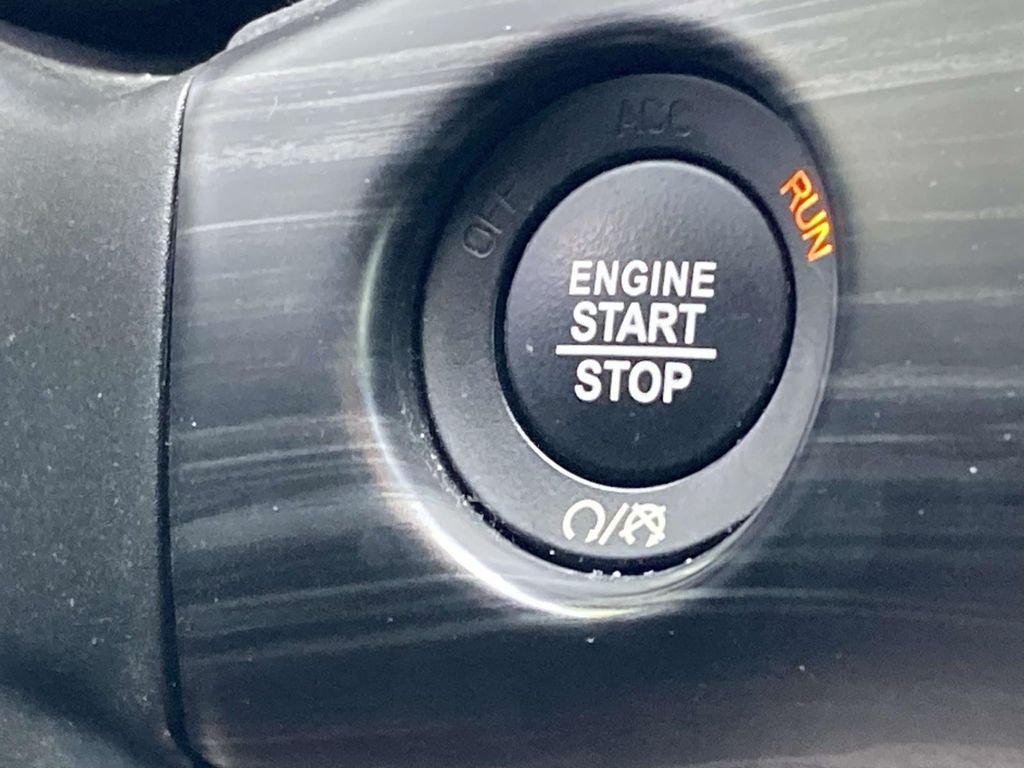 ACC
OFF
RUN
ENGINE
START
STOP